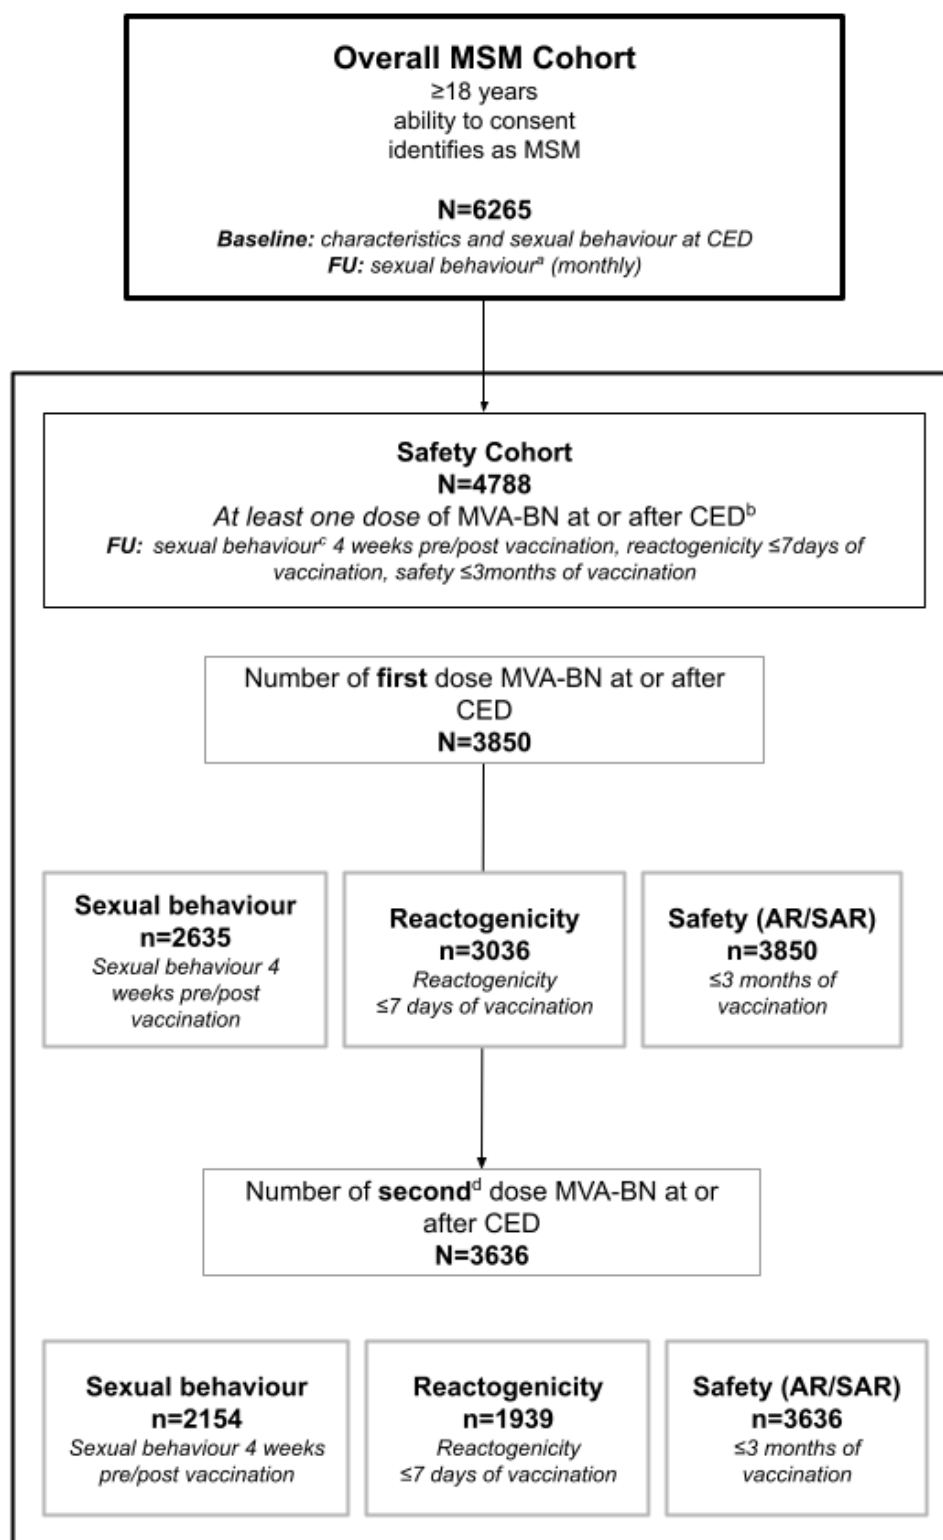 Overall MSM Cohort
≥18 years
ability to consent
identifies as MSM
N=6265
Baseline: characteristics and sexual behaviour at CED
FU: sexual behaviourᵃ (monthly)
Safety Cohort
N=4788
At least one dose of MVA-BN at or after CEDᵇ
FU: sexual behaviourᶜ 4 weeks pre/post vaccination, reactogenicity ≤7days of
vaccination, safety ≤3months of vaccination
Number of first dose MVA-BN at or after
CED
N=3850
Sexual behaviour
n=2635
Sexual behaviour 4
weeks pre/post
vaccination
Reactogenicity
n=3036
Reactogenicity
≤7 days of vaccination
Safety (AR/SAR)
n=3850
≤3 months of
vaccination
Number of secondᵈ dose MVA-BN at or
after CED
N=3636
Sexual behaviour
n=2154
Sexual behaviour 4 weeks
pre/post vaccination
Reactogenicity
n=1939
Reactogenicity
≤7 days of vaccination
Safety (AR/SAR)
n=3636
≤3 months of
vaccination